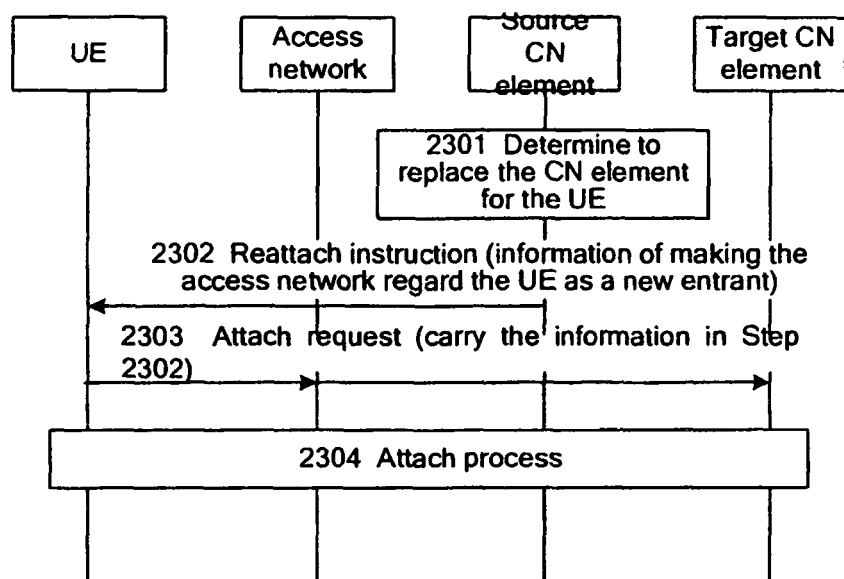 UE
Access
network
Source
CN
element
Target CN
element
2301 Determine to
replace the CN element
for the UE
2302 Reattach instruction (information of making the
access network regard the UE as a new entrant)
2303 Attach request (carry the information in Step
2302)
2304 Attach process